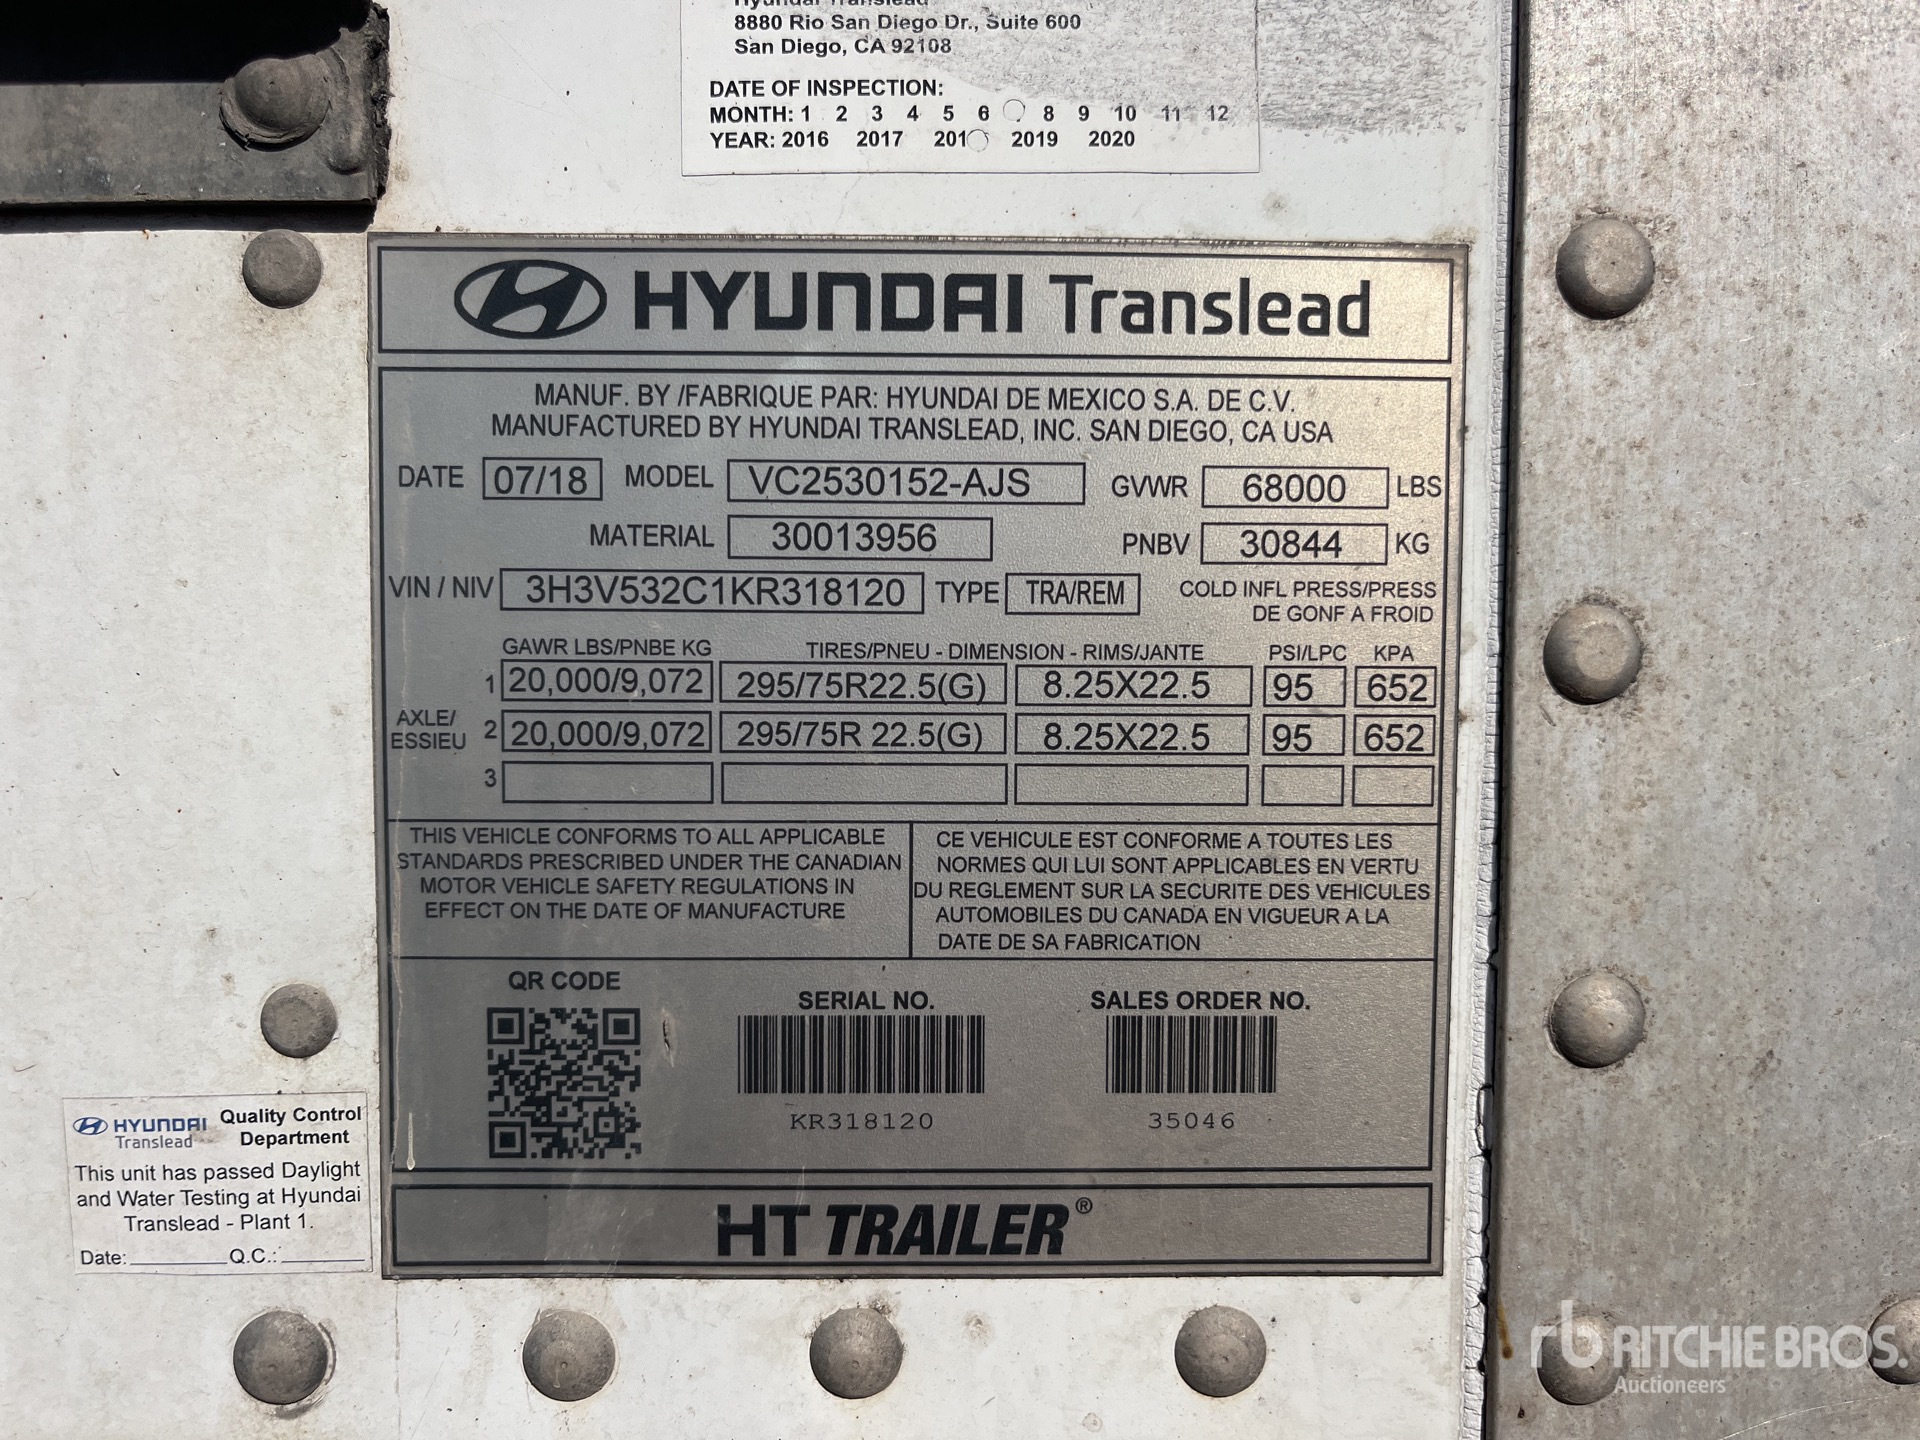 Hyundai Translead
8880 Rio San Diego Dr., Suite 600
San Diego, CA 92108
DATE OF INSPECTION:
MONTH: 1 2 3 4 5 6 8 9 10 11 12
YEAR: 2016 2017 201 2019 2020
HYUNDAI Translead
MANUF. BY /FABRIQUE PAR: HYUNDAI DE MEXICO S.A. DE C.V.
MANUFACTURED BY HYUNDAI TRANSLEAD, INC. SAN DIEGO, CA USA
DATE 07/18 MODEL VC2530152-AJS GVWR 68000 LBS
MATERIAL 30013956 PNBV 30844 KG
VIN / NIV 3H3V532C1KR318120 TYPE TRA/REM COLD INFL PRESS/PRESS
DE GONF A FROID
GAWR LBS/PNBE KG TIRES/PNEU - DIMENSION - RIMS/JANTE PSI/LPC KPA
1 20,000/9,072 295/75R22.5(G) 8.25X22.5 95 652
AXLE/
ESSIEU 2 20,000/9,072 295/75R 22.5(G) 8.25X22.5 95 652
3
THIS VEHICLE CONFORMS TO ALL APPLICABLE
STANDARDS PRESCRIBED UNDER THE CANADIAN
MOTOR VEHICLE SAFETY REGULATIONS IN
EFFECT ON THE DATE OF MANUFACTURE
CE VEHICULE EST CONFORME A TOUTES LES
NORMES QUI LUI SONT APPLICABLES EN VERTU
DU REGLEMENT SUR LA SECURITE DES VEHICULES
AUTOMOBILES DU CANADA EN VIGUEUR A LA
DATE DE SA FABRICATION
QR CODE
SERIAL NO.
KR318120
SALES ORDER NO.
35046
HT TRAILER®
HYUNDAI Translead
Quality Control
Department
This unit has passed Daylight
and Water Testing at Hyundai
Translead - Plant 1.
Date:__________ Q.C.:__________
rb RITCHIE BROS.
Auctioneers